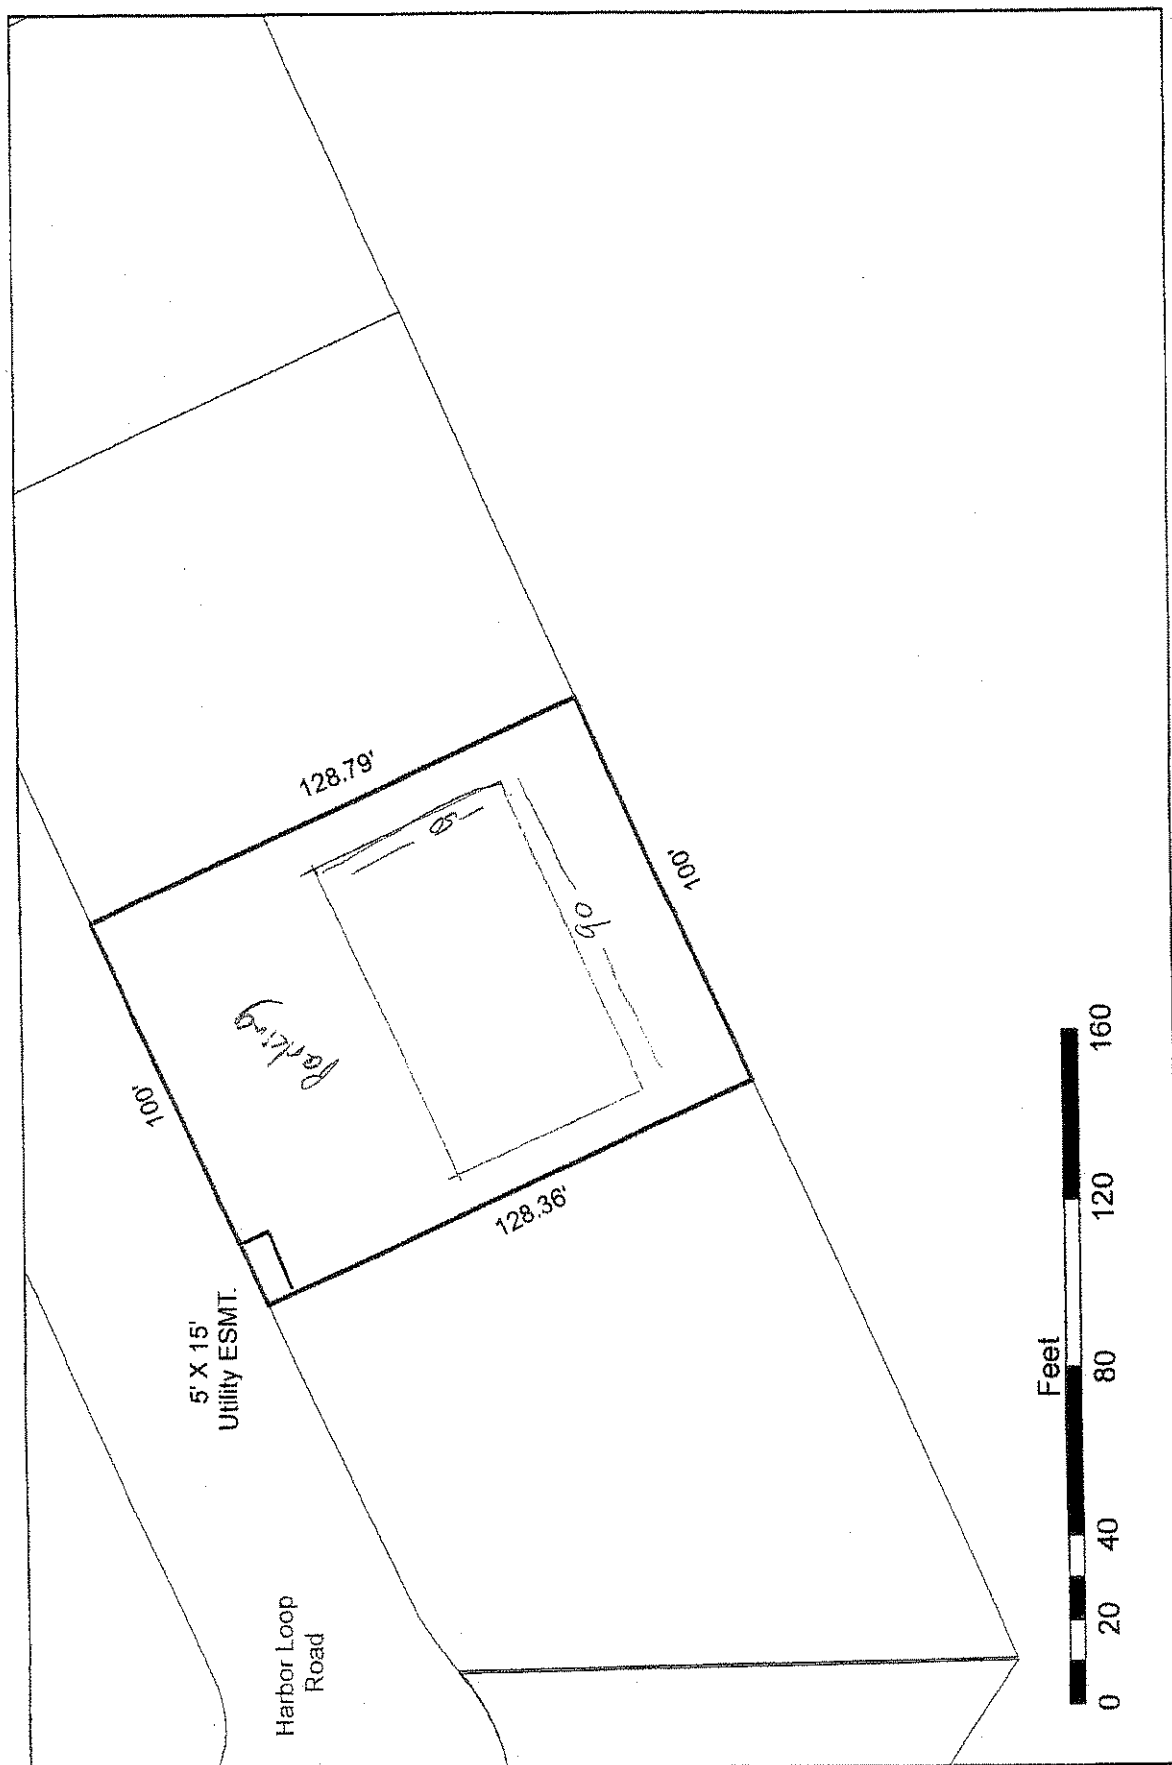 128.79'
100'
Parking
50
90
100'
128.36'
5' X 15'
Utility ESMT.
Harbor Loop
Road
Feet
0 20 40 80 120 160